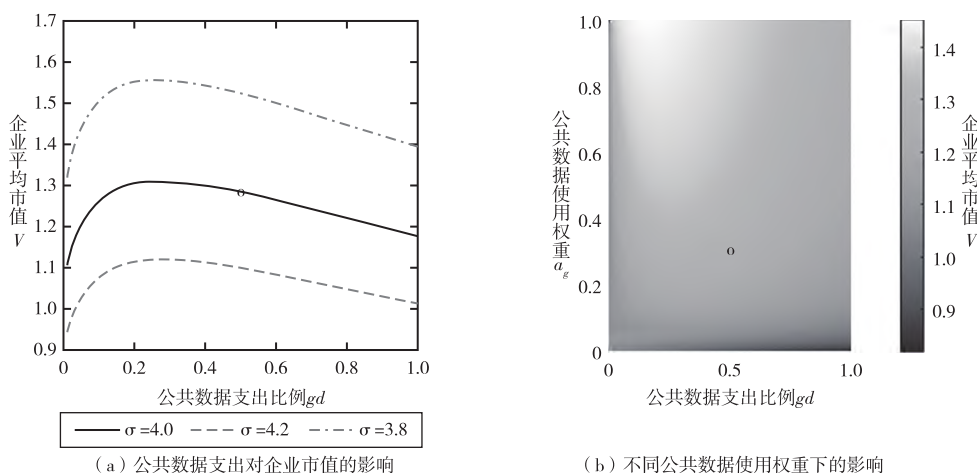 1.7
1.6
1.5
1.4
1.3
1.2
1.1
1.0
0.9
企业平均市值 V
0 0.2 0.4 0.6 0.8 1.0
公共数据支出比例gd
σ=4.0 σ=4.2 σ=3.8
（a）公共数据支出对企业市值的影响
1.0
0.8
0.6
0.4
0.2
0
公共数据使用权重 a_g
0 0.5 1.0
公共数据支出比例gd
1.4
1.3
1.2
1.1
1.0
0.9
企业平均市值 V
（b）不同公共数据使用权重下的影响